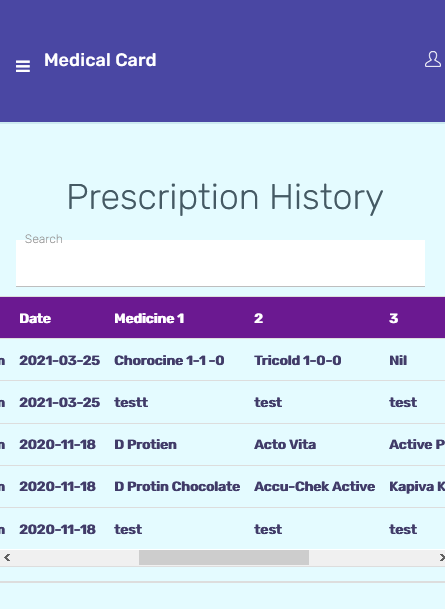 Medical Card
Prescription History
Search
Date Medicine 1 2 3
2021-03-25 Chorocine 1-1 -0 Tricold 1-0-0 Nil
2021-03-25 testt test test
2020-11-18 D Protien Acto Vita Active P
2020-11-18 D Protin Chocolate Accu-Chek Active Kapiva K
2020-11-18 test test test